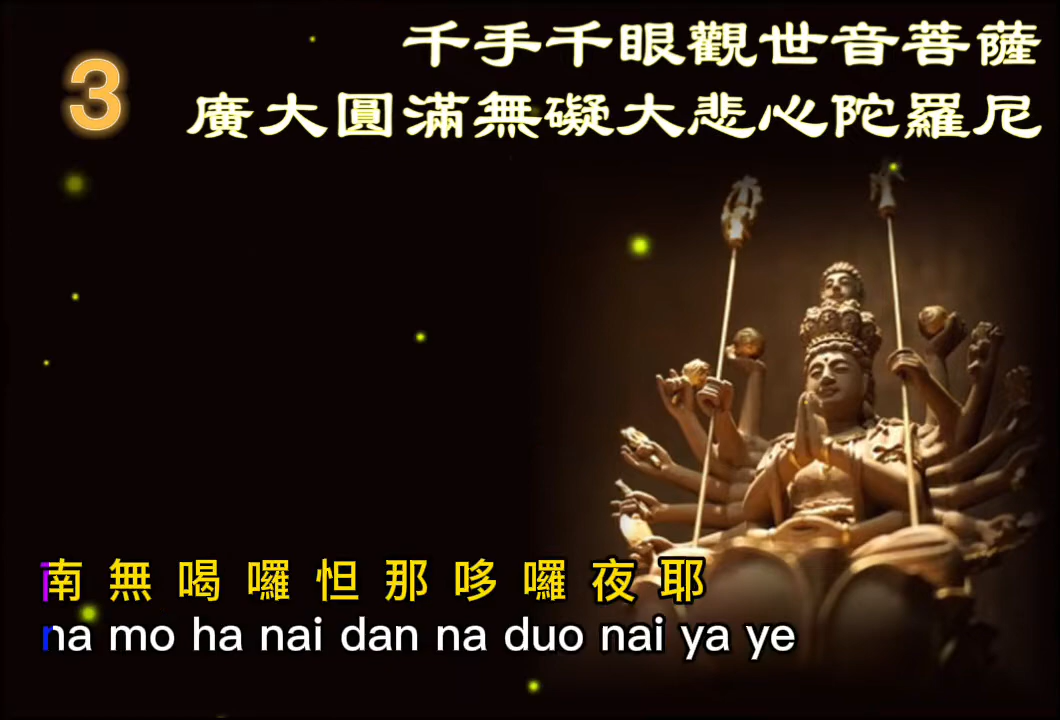 3
千手千眼觀世音菩薩
廣大圓滿無礙大悲心陀羅尼
南無喝囉怛那哆囉夜耶
na mo ha nai dan na duo nai ya ye